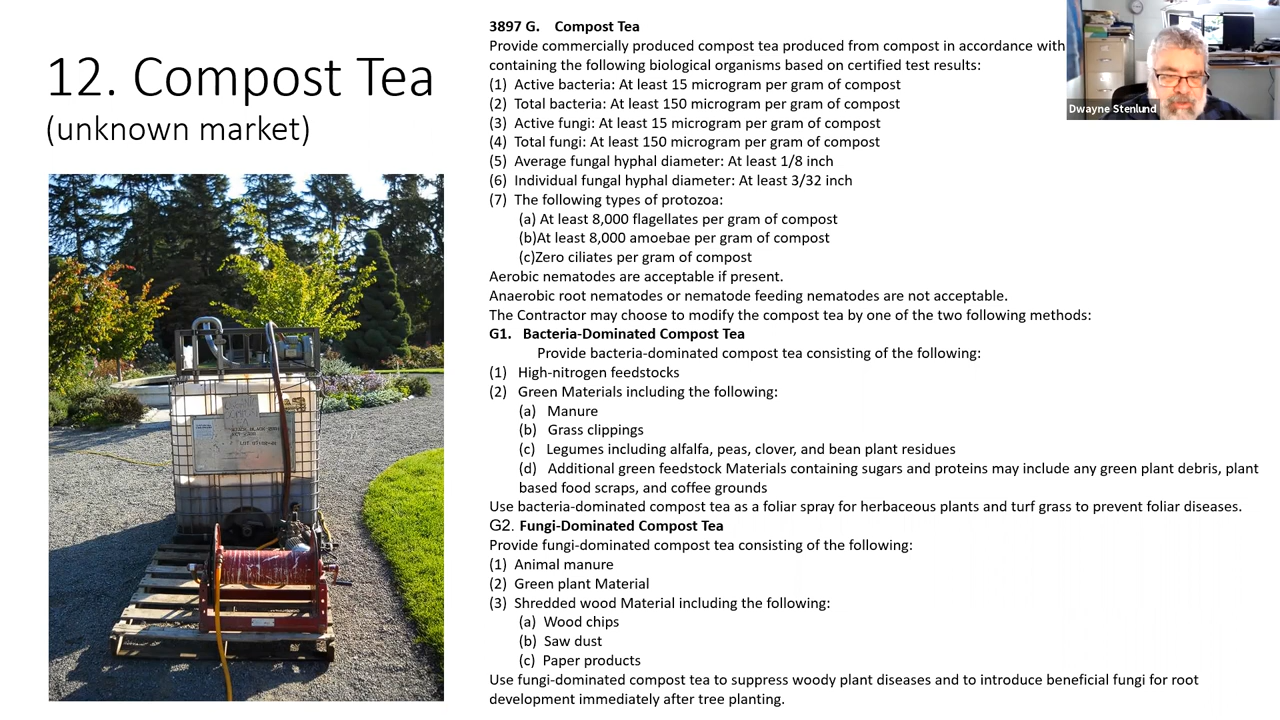 12. Compost Tea
(unknown market)
3897 G. Compost Tea
Provide commercially produced compost tea produced from compost in accordance with
containing the following biological organisms based on certified test results:
(1) Active bacteria: At least 15 microgram per gram of compost
(2) Total bacteria: At least 150 microgram per gram of compost
(3) Active fungi: At least 15 microgram per gram of compost
(4) Total fungi: At least 150 microgram per gram of compost
(5) Average fungal hyphal diameter: At least 1/8 inch
(6) Individual fungal hyphal diameter: At least 3/32 inch
(7) The following types of protozoa:
(a) At least 8,000 flagellates per gram of compost
(b)At least 8,000 amoebae per gram of compost
(c)Zero ciliates per gram of compost
Aerobic nematodes are acceptable if present.
Anaerobic root nematodes or nematode feeding nematodes are not acceptable.
The Contractor may choose to modify the compost tea by one of the two following methods:
G1. Bacteria-Dominated Compost Tea
Provide bacteria-dominated compost tea consisting of the following:
(1) High-nitrogen feedstocks
(2) Green Materials including the following:
(a) Manure
(b) Grass clippings
(c) Legumes including alfalfa, peas, clover, and bean plant residues
(d) Additional green feedstock Materials containing sugars and proteins may include any green plant debris, plant
based food scraps, and coffee grounds
Use bacteria-dominated compost tea as a foliar spray for herbaceous plants and turf grass to prevent foliar diseases.
G2. Fungi-Dominated Compost Tea
Provide fungi-dominated compost tea consisting of the following:
(1) Animal manure
(2) Green plant Material
(3) Shredded wood Material including the following:
(a) Wood chips
(b) Saw dust
(c) Paper products
Use fungi-dominated compost tea to suppress woody plant diseases and to introduce beneficial fungi for root
development immediately after tree planting.
Dwayne Stenlund